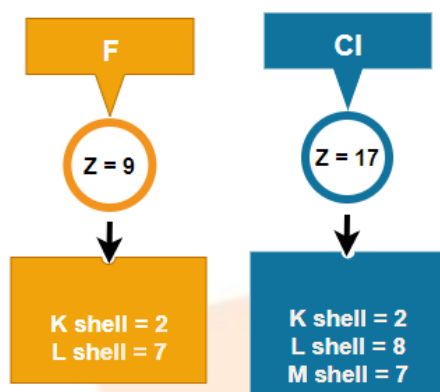 F
Cl
Z = 9
Z = 17
K shell = 2
L shell = 7
K shell = 2
L shell = 8
M shell = 7